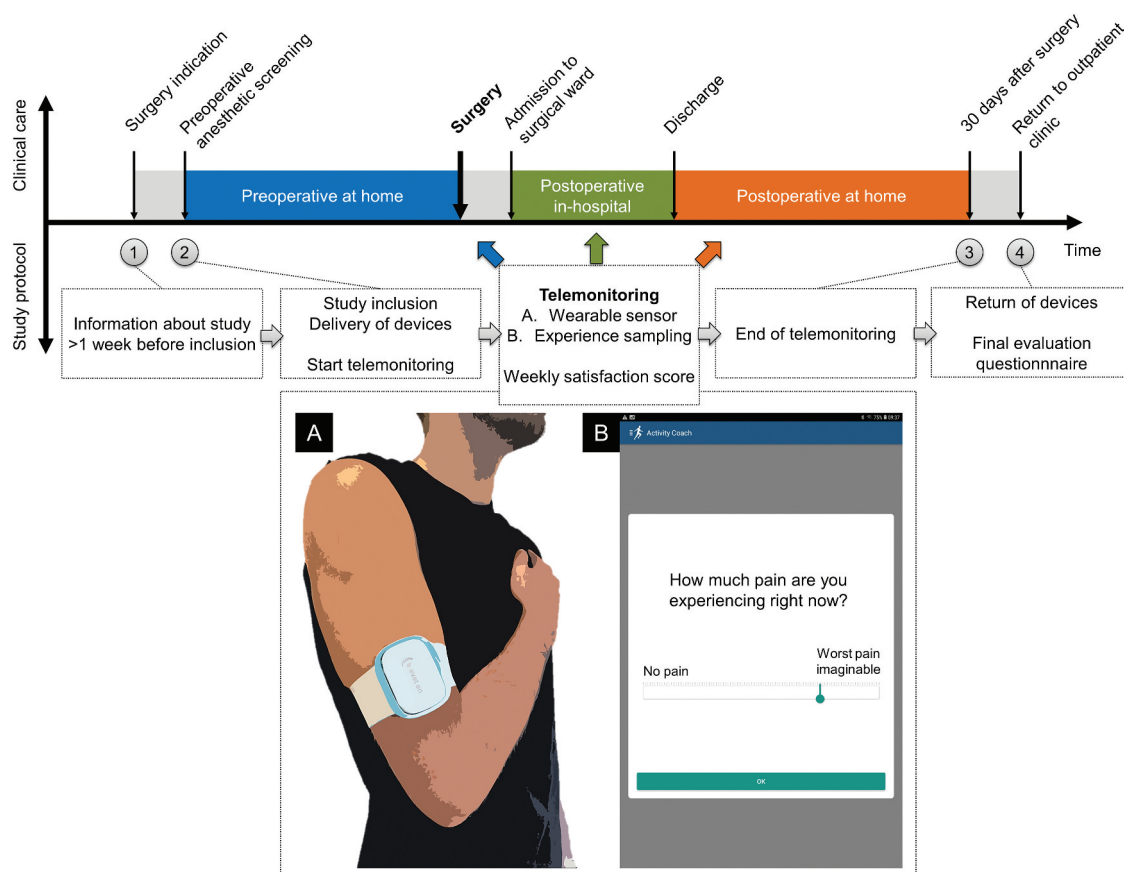 Clinical care
Study protocol
Surgery indication
Preoperative
anesthetic screening
Surgery
Admission to
surgical ward
Discharge
30 days after surgery
Return to outpatient
clinic
Preoperative at home
Postoperative
in-hospital
Postoperative at home
1
2
3
4
Time
Information about study
>1 week before inclusion
Study inclusion
Delivery of devices
Start telemonitoring
Telemonitoring
A. Wearable sensor
B. Experience sampling
Weekly satisfaction score
End of telemonitoring
Return of devices
Final evaluation
questionnnaire
A
B
75% 09:37
Activity Coach
How much pain are you
experiencing right now?
No pain
Worst pain
imaginable
OK